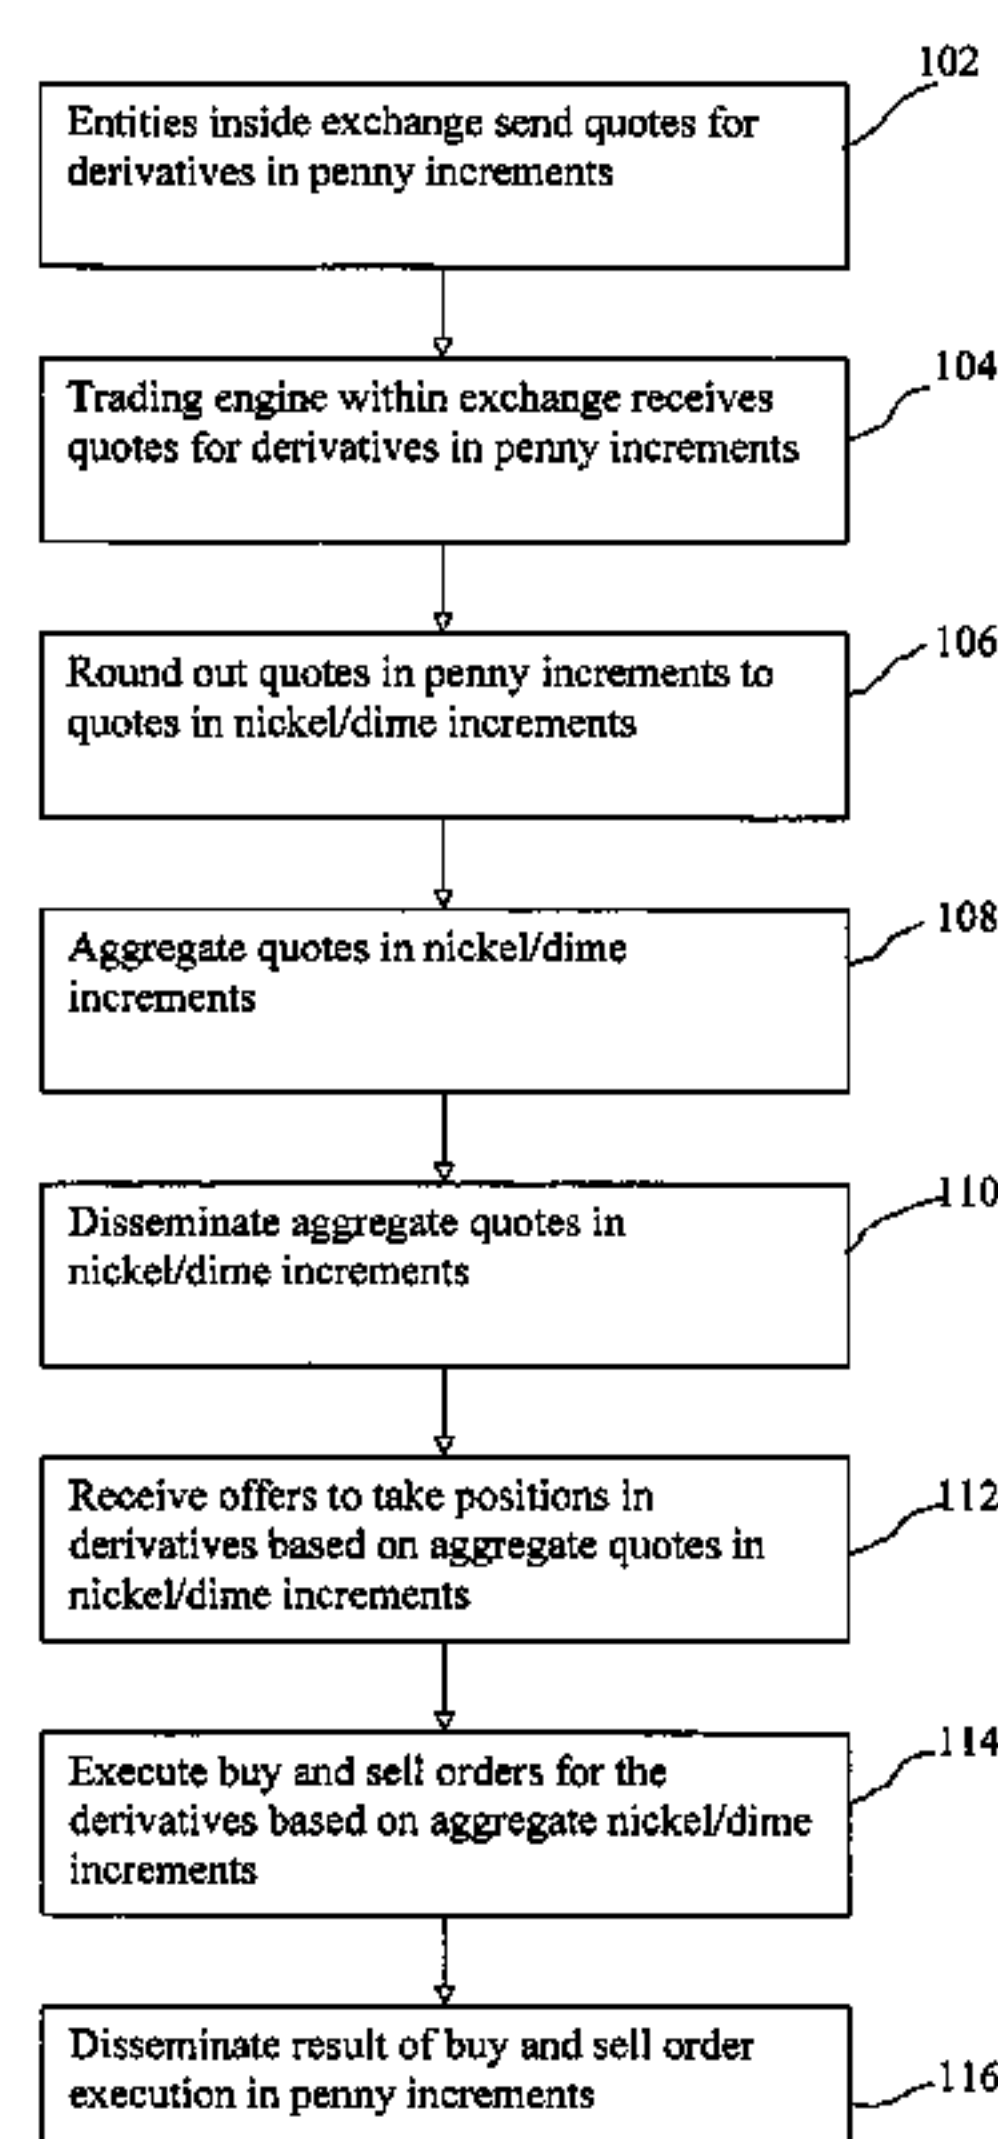 102
Entities inside exchange send quotes for
derivatives in penny increments
104
Trading engine within exchange receives
quotes for derivatives in penny increments
106
Round out quotes in penny increments to
quotes in nickel/dime increments
108
Aggregate quotes in nickel/dime
increments
110
Disseminate aggregate quotes in
nickel/dime increments
112
Receive offers to take positions in
derivatives based on aggregate quotes in
nickel/dime increments
114
Execute buy and sell orders for the
derivatives based on aggregate nickel/dime
increments
Disseminate result of buy and sell order
execution in penny increments
116